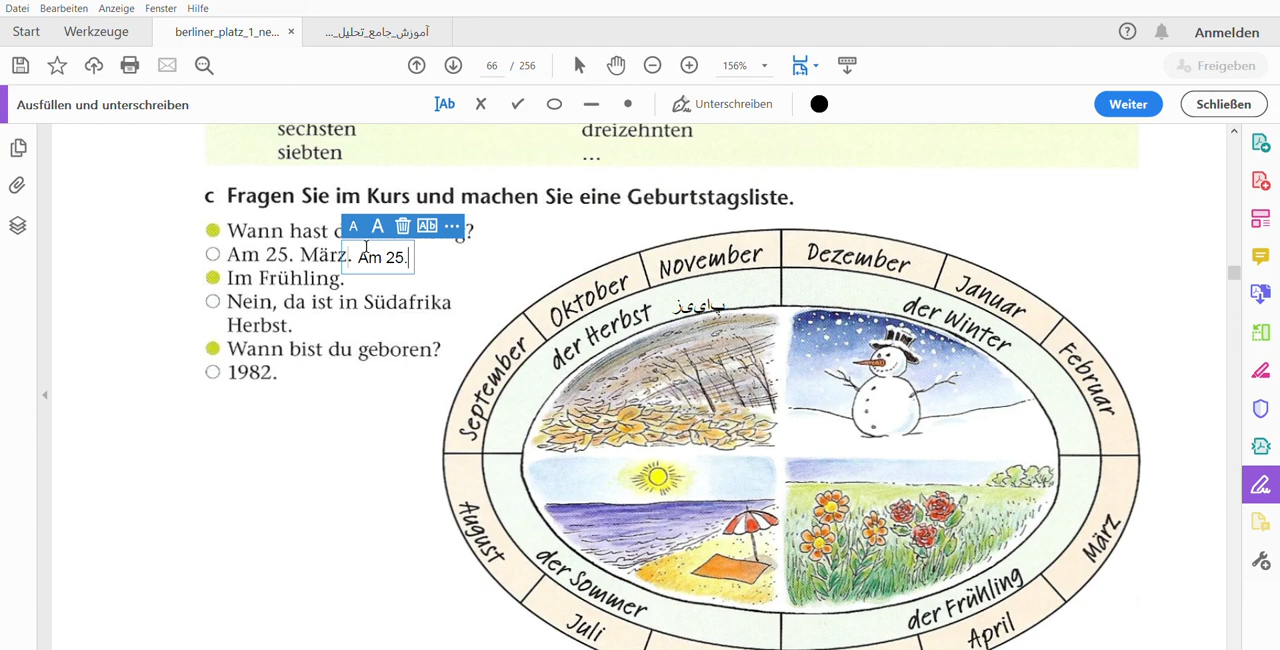 Datei Bearbeiten Anzeige Fenster Hilfe
Start Werkzeuge berliner_platz_1_ne... × آموزش_جامع_تحلیل_... Anmelden
66 / 256 156% Freigeben
Ausfüllen und unterschreiben Ab Unterschreiben Weiter Schließen
sechsten dreizehnten
siebten ...
c Fragen Sie im Kurs und machen Sie eine Geburtstagsliste.
Wann hast g?
A A Ab ...
Am 25. März. Am 25.
Im Frühling.
Nein, da ist in Südafrika
Herbst.
Wann bist du geboren?
1982.
November
Dezember
Oktober
Januar
der Herbst پاییز
der Winter
September
Februar
August
März
der Sommer
der Frühling
Juli
April